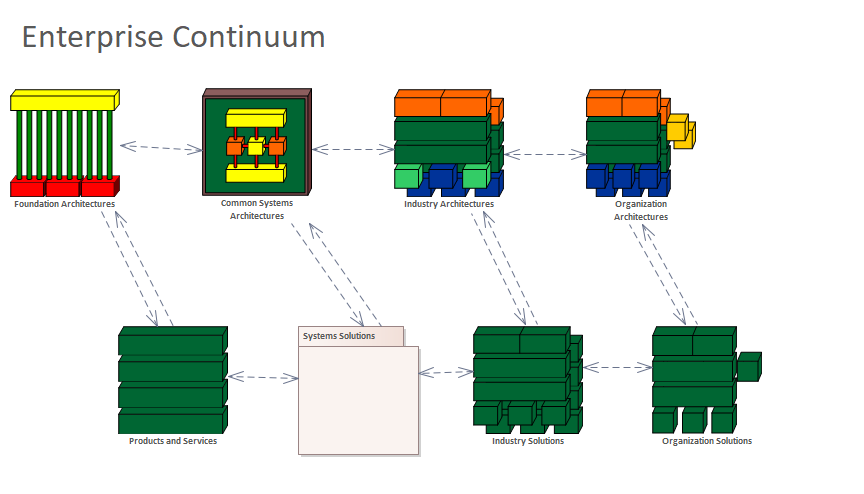 Enterprise Continuum
Foundation Architectures
Common Systems
Architectures
Industry Architectures
Organization
Architectures
Systems Solutions
Products and Services
Industry Solutions
Organization Solutions